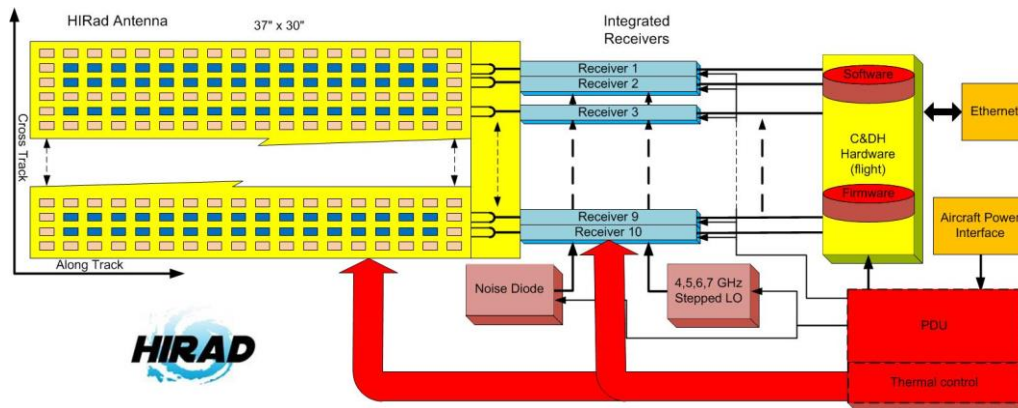 HIRad Antenna
37" x 30"
Integrated
Receivers
Cross Track
Along Track
Receiver 1
Receiver 2
Receiver 3
Receiver 9
Receiver 10
Software
C&DH
Hardware
(flight)
Firmware
Ethernet
Aircraft Power
Interface
Noise Diode
4,5,6,7 GHz
Stepped LO
PDU
Thermal control
HIRAD